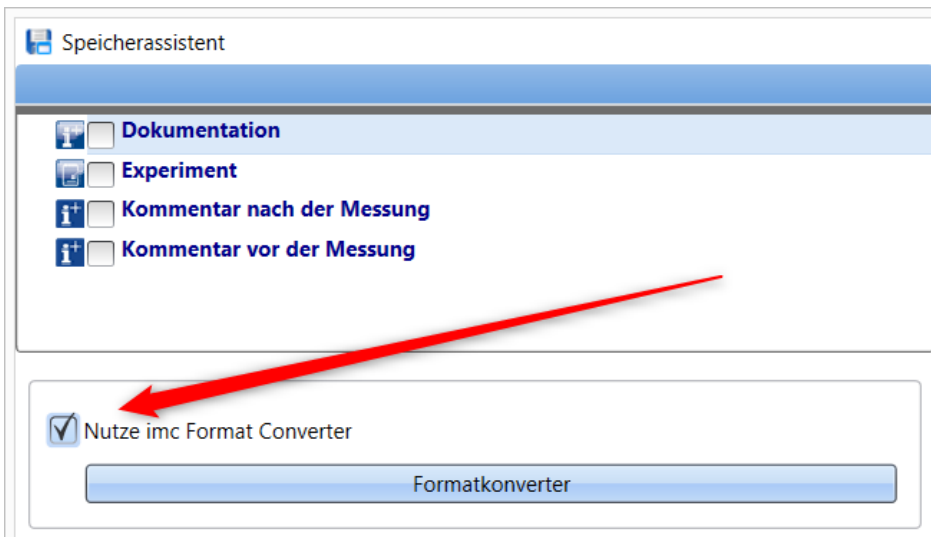 Speicherassistent
Dokumentation
Experiment
Kommentar nach der Messung
Kommentar vor der Messung
Nutze imc Format Converter
Formatkonverter